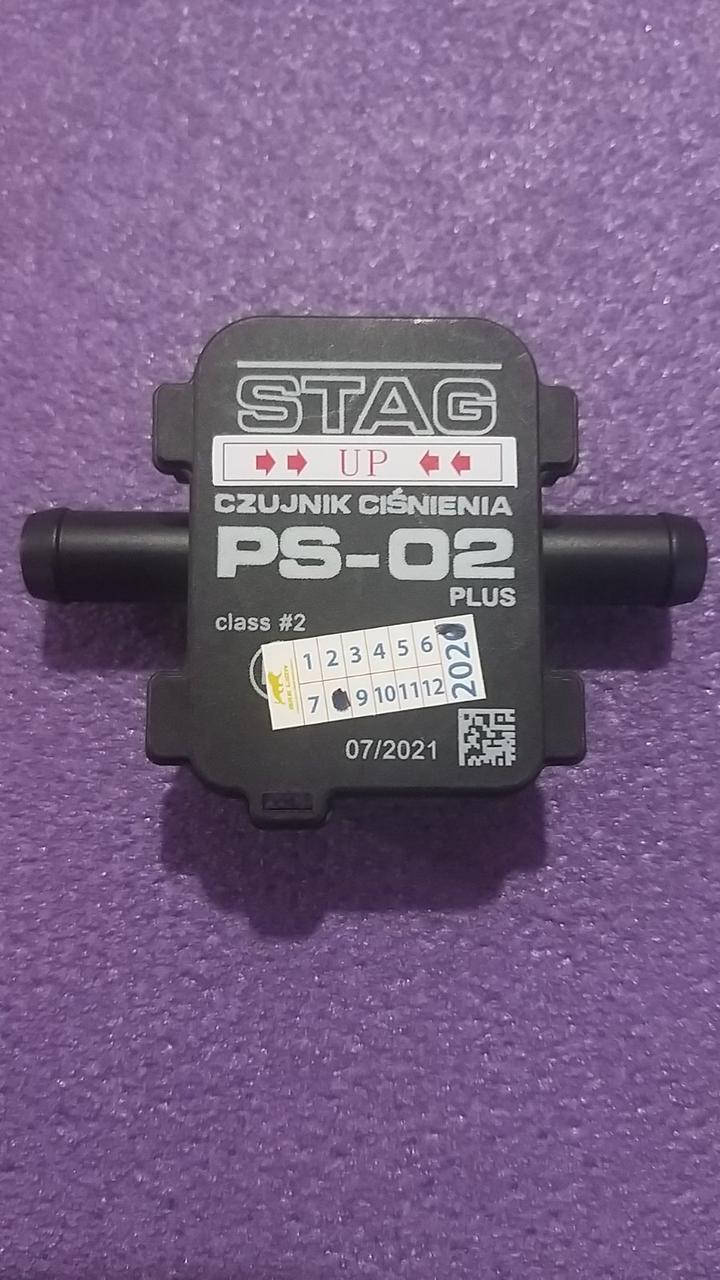 STAG
UP
CZUJNIK CIŚNIENIA
PS-02
PLUS
class #2
1 2 3 4 5 6
7 9 10 11 12
202
07/2021